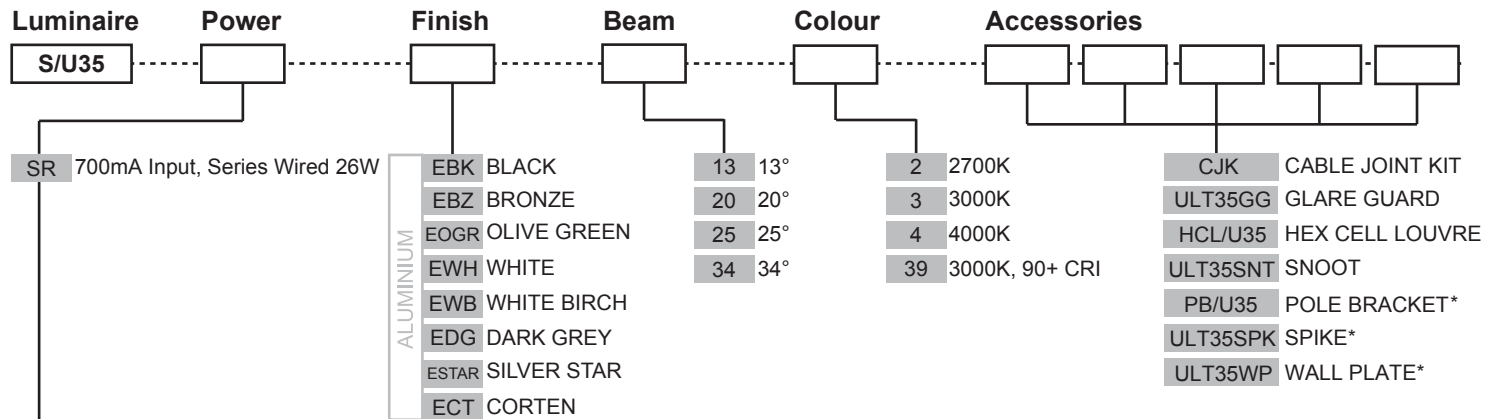 Luminaire Power Finish Beam Colour Accessories
S/U35
SR 700mA Input, Series Wired 26W EBK BLACK 13 13° 2 2700K CJK CABLE JOINT KIT
EBZ BRONZE 20 20° 3 3000K ULT35GG GLARE GUARD
EOGR OLIVE GREEN 25 25° 4 4000K HCL/U35 HEX CELL LOUVRE
EWH WHITE 34 34° 39 3000K, 90+ CRI ULT35SNT SNOOT
EWB WHITE BIRCH PB/U35 POLE BRACKET*
EDG DARK GREY ULT35SPK SPIKE*
ESTAR SILVER STAR ULT35WP WALL PLATE*
ECT CORTEN
ALUMINIUM